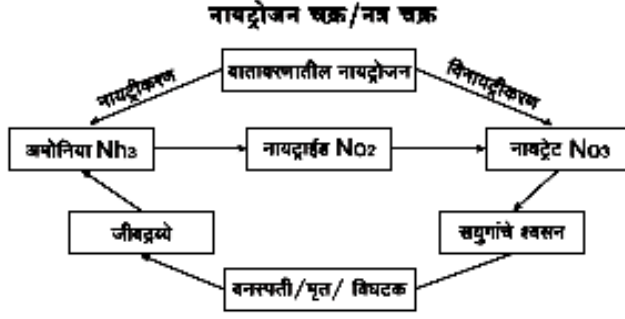 नायट्रोजन चक्र/नत्र चक्र
वातावरणातील नायट्रोजन
नायट्रीकरण
विनायट्रीकरण
अमोनिया Nh3
नायट्राईड No2
नायट्रेट No3
जीवद्रव्ये
सयुगांचे श्वसन
वनस्पती/मृत/ विघटक